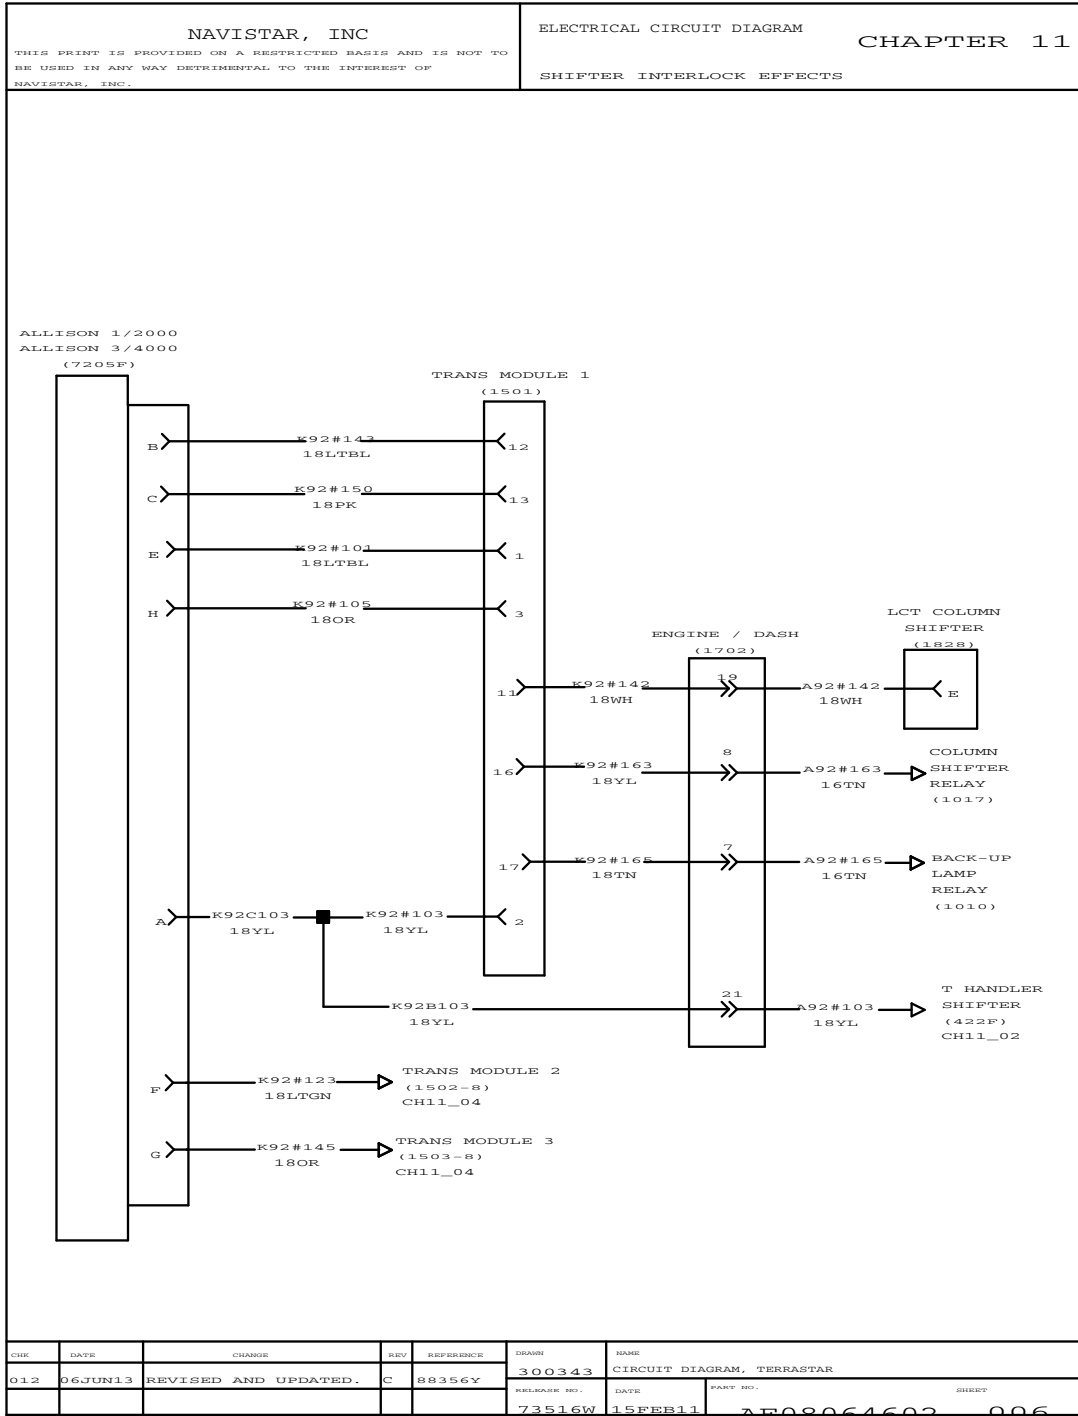 NAVISTAR, INC
THIS PRINT IS PROVIDED ON A RESTRICTED BASIS AND IS NOT TO
BE USED IN ANY WAY DETRIMENTAL TO THE INTEREST OF
NAVISTAR, INC.
ELECTRICAL CIRCUIT DIAGRAM
CHAPTER 11
SHIFTER INTERLOCK EFFECTS
ALLISON 1/2000
ALLISON 3/4000
(7205F)
TRANS MODULE 1
(1501)
B
K92#143
18LTBL
12
C
K92#150
18PK
13
E
K92#101
18LTBL
1
H
K92#105
18OR
3
ENGINE / DASH
(1702)
LCT COLUMN
SHIFTER
(1828)
11
K92#142
18WH
19
A92#142
18WH
E
16
K92#163
18YL
8
A92#163
16TN
COLUMN
SHIFTER
RELAY
(1017)
17
K92#165
18TN
7
A92#165
16TN
BACK-UP
LAMP
RELAY
(1010)
A
K92C103
18YL
K92#103
18YL
2
K92B103
18YL
21
A92#103
18YL
T HANDLER
SHIFTER
(422F)
CH11_02
F
K92#123
18LTGN
TRANS MODULE 2
(1502-8)
CH11_04
G
K92#145
18OR
TRANS MODULE 3
(1503-8)
CH11_04
CHK DATE CHANGE REV REFERENCE
012 06JUN13 REVISED AND UPDATED. C 88356Y
DRAWN
300343
NAME
CIRCUIT DIAGRAM, TERRASTAR
RELEASE NO.
73516W
DATE
15FEB11
PART NO.
SHEET